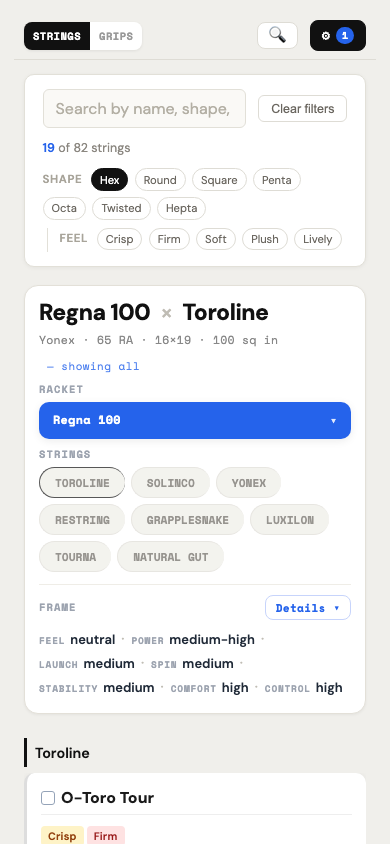 STRINGS GRIPS 1
Search by name, shape, Clear filters
19 of 82 strings
SHAPE Hex Round Square Penta
Octa Twisted Hepta
FEEL Crisp Firm Soft Plush Lively
Regna 100 × Toroline
Yonex · 65 RA · 16×19 · 100 sq in
— showing all
RACKET
Regna 100 ▾
STRINGS
TOROLINE SOLINCO YONEX
RESTRING GRAPPLESNAKE LUXILON
TOURNA NATURAL GUT
FRAME Details ▾
FEEL neutral · POWER medium-high ·
LAUNCH medium · SPIN medium ·
STABILITY medium · COMFORT high · CONTROL high
Toroline
O-Toro Tour
Crisp Firm